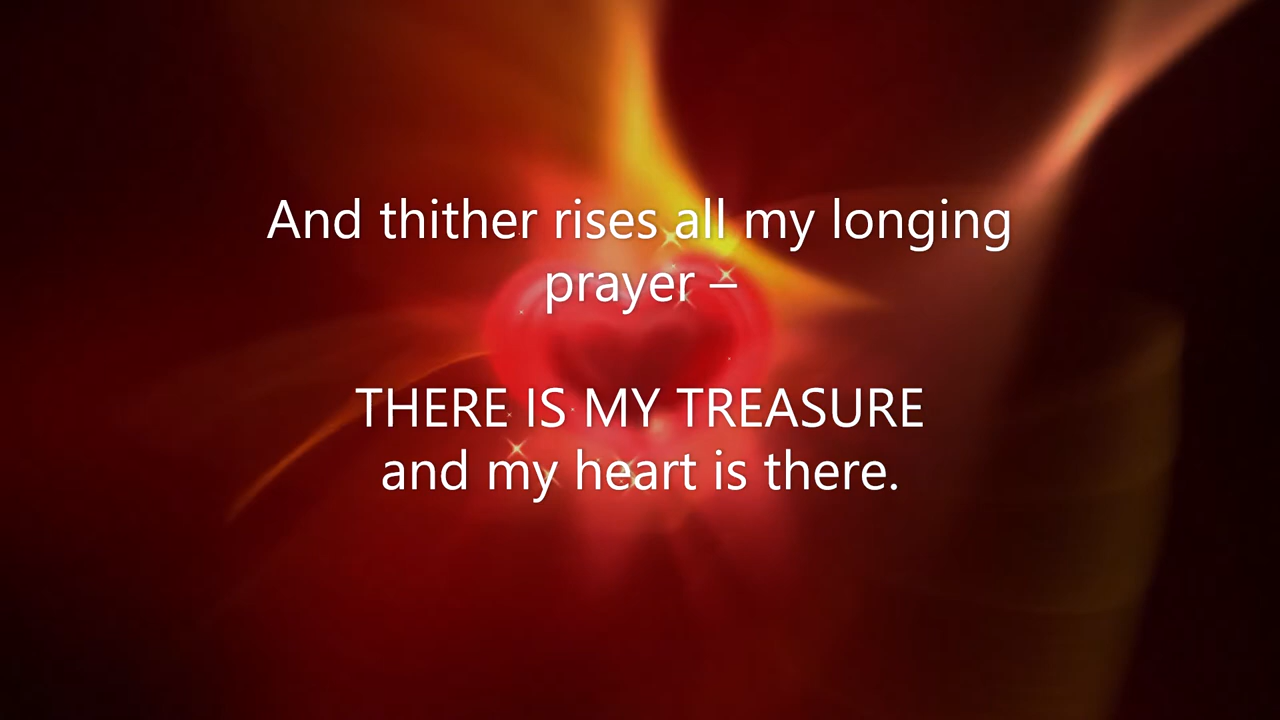 And thither rises all my longing
prayer –
THERE IS MY TREASURE
and my heart is there.